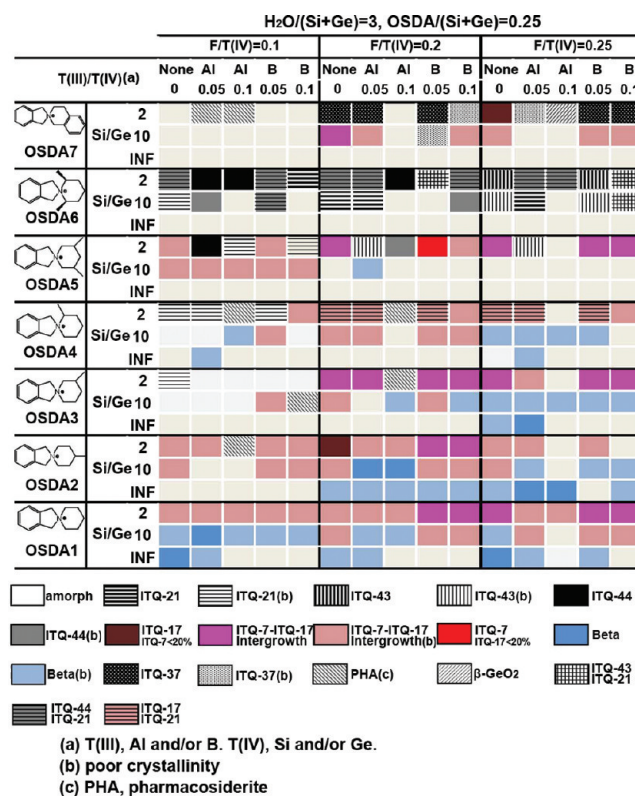 H₂O/(Si+Ge)=3, OSDA/(Si+Ge)=0.25
F/T(IV)=0.1 F/T(IV)=0.2 F/T(IV)=0.25
T(III)/T(IV)(a) None Al Al B B None Al Al B B None Al Al B B
0 0.05 0.1 0.05 0.1 0 0.05 0.1 0.05 0.1 0 0.05 0.1 0.05 0.1
2
Si/Ge 10
OSDA7
INF
2
Si/Ge 10
OSDA6
INF
2
Si/Ge 10
OSDA5
INF
2
Si/Ge 10
OSDA4
INF
2
Si/Ge 10
OSDA3
INF
2
Si/Ge 10
OSDA2
INF
2
Si/Ge 10
OSDA1
INF
amorph ITQ-21 ITQ-21(b) ITQ-43 ITQ-43(b) ITQ-44
ITQ-44(b) ITQ-17 ITQ-7<20% ITQ-7-ITQ-17 Intergrowth ITQ-7-ITQ-17 Intergrowth(b) ITQ-7 ITQ-17<20% Beta
Beta(b) ITQ-37 ITQ-37(b) PHA(c) β-GeO₂ ITQ-43 ITQ-21
ITQ-44 ITQ-21 ITQ-17 ITQ-21
(a) T(III), Al and/or B. T(IV), Si and/or Ge.
(b) poor crystallinity
(c) PHA, pharmacosiderite